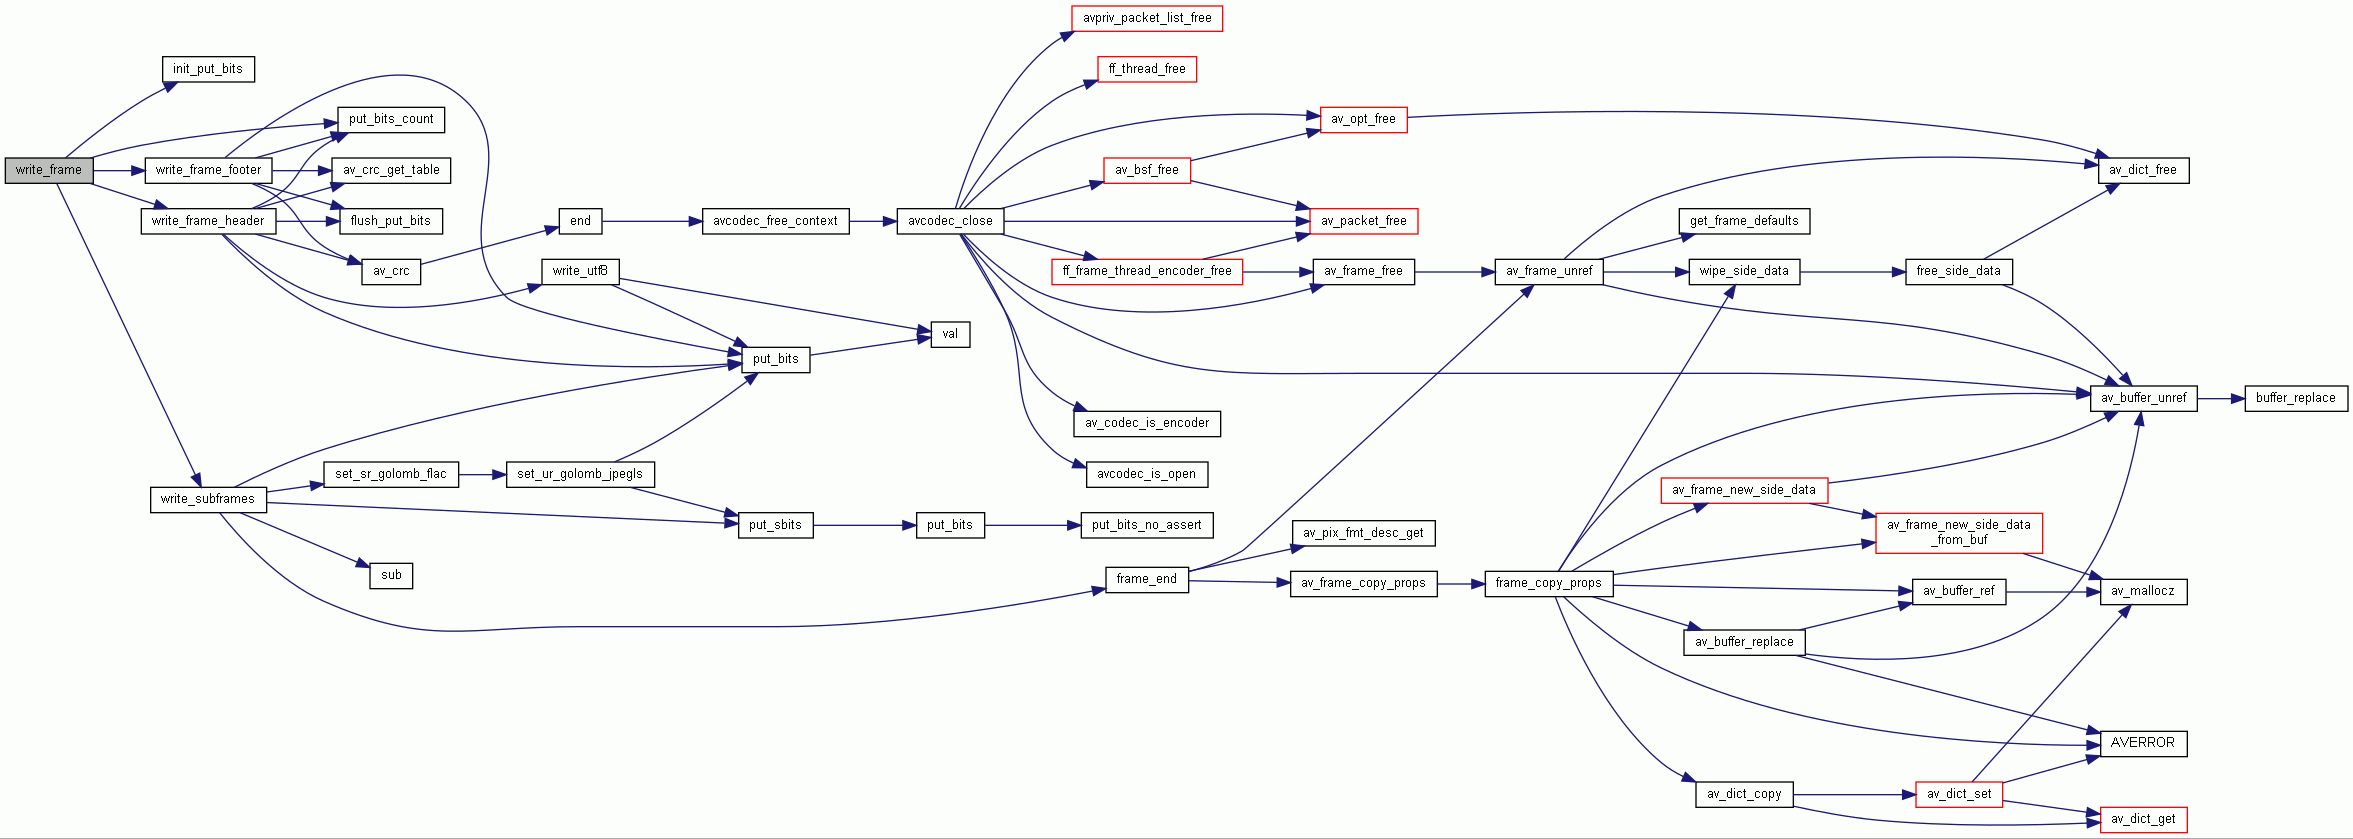 write_frame
init_put_bits
write_frame_footer
write_frame_header
write_subframes
put_bits_count
av_crc_get_table
flush_put_bits
av_crc
set_sr_golomb_flac
sub
end
write_utf8
set_ur_golomb_jpegls
avcodec_free_context
put_bits
put_sbits
avcodec_close
val
put_bits
avpriv_packet_list_free
ff_thread_free
av_bsf_free
ff_frame_thread_encoder_free
av_codec_is_encoder
avcodec_is_open
put_bits_no_assert
frame_end
av_opt_free
av_packet_free
av_frame_free
av_pix_fmt_desc_get
av_frame_copy_props
av_frame_unref
frame_copy_props
get_frame_defaults
wipe_side_data
av_frame_new_side_data
av_buffer_replace
av_dict_copy
free_side_data
av_frame_new_side_data
_from_buf
av_buffer_ref
av_dict_set
av_dict_free
av_buffer_unref
av_mallocz
AVERROR
av_dict_get
buffer_replace